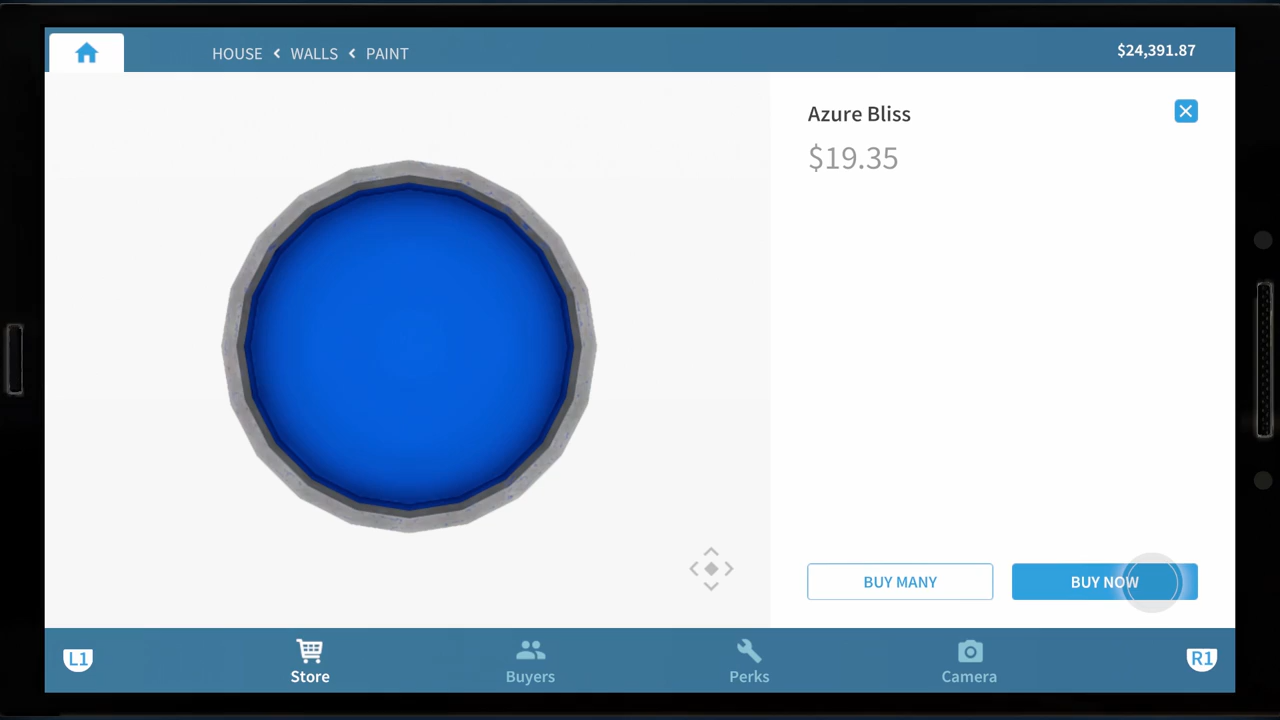 HOUSE < WALLS < PAINT
$24,391.87
Azure Bliss
$19.35
BUY MANY
BUY NOW
L1
Store
Buyers
Perks
Camera
R1